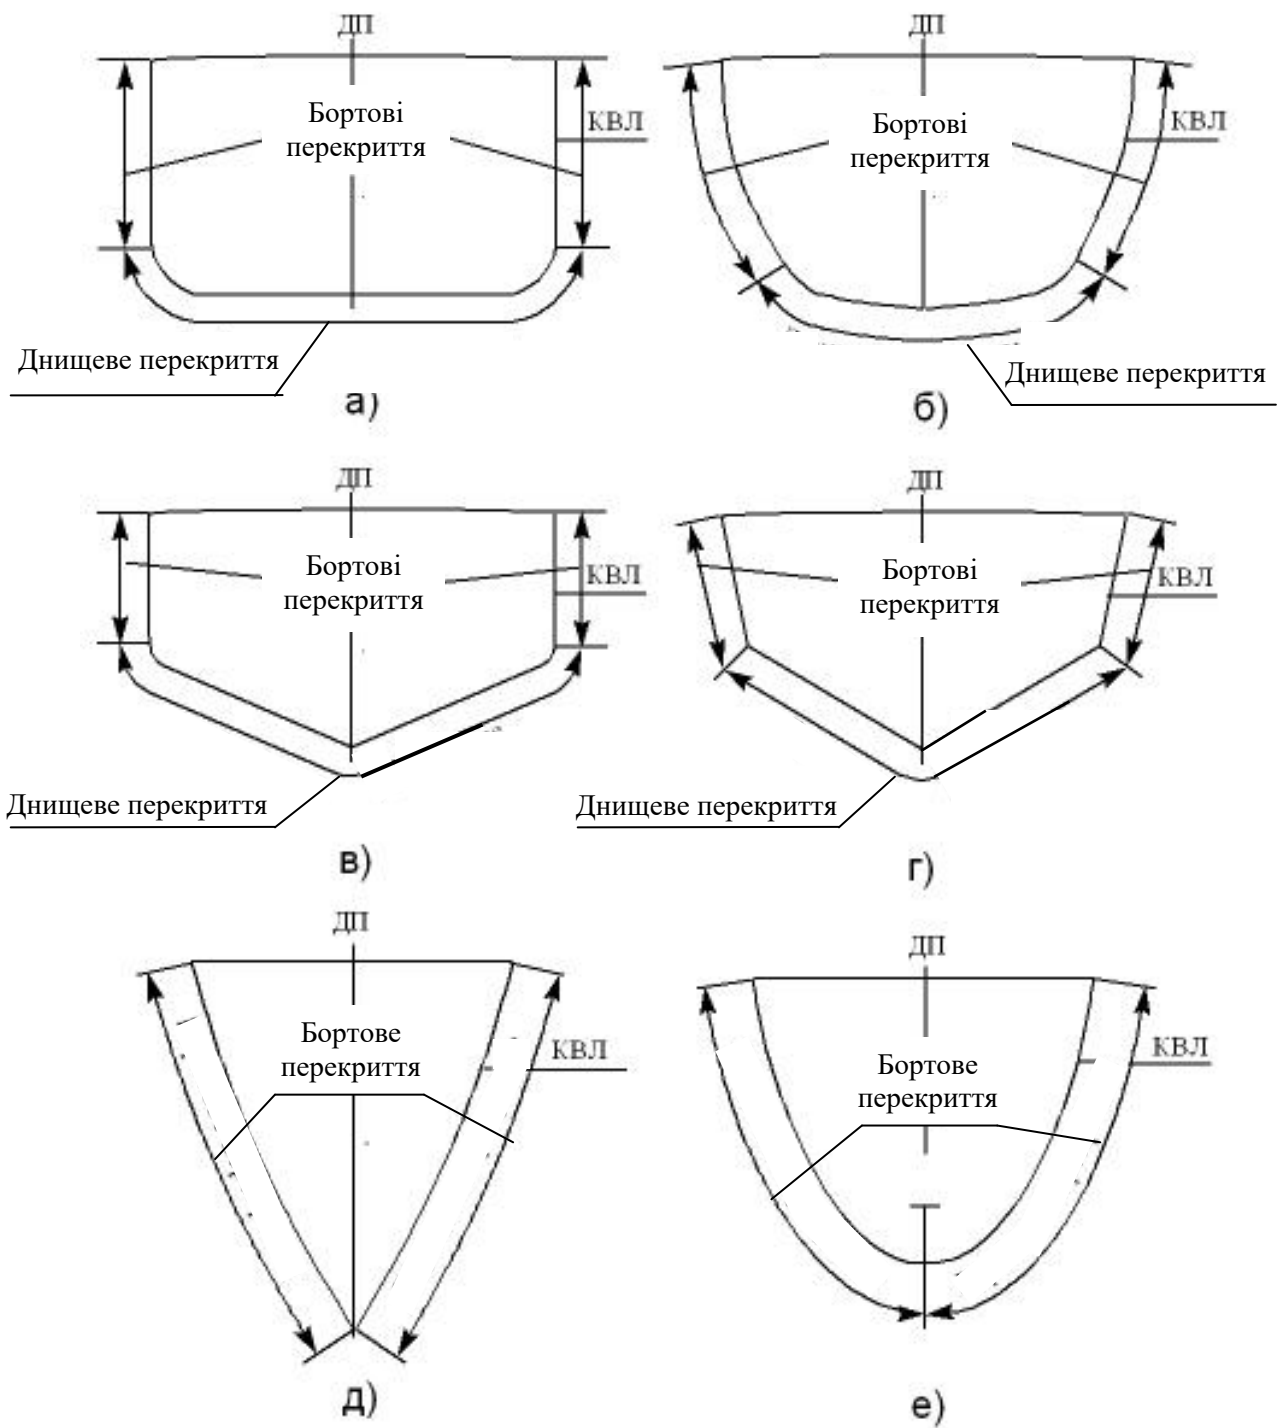 ДП
Бортові
перекриття
КВЛ
Днищеве перекриття
а)
ДП
Бортові
перекриття
КВЛ
Днищеве перекриття
б)
ДП
Бортові
перекриття
КВЛ
Днищеве перекриття
в)
ДП
Бортові
перекриття
КВЛ
Днищеве перекриття
г)
ДП
Бортове
перекриття
КВЛ
д)
ДП
Бортове
перекриття
КВЛ
е)